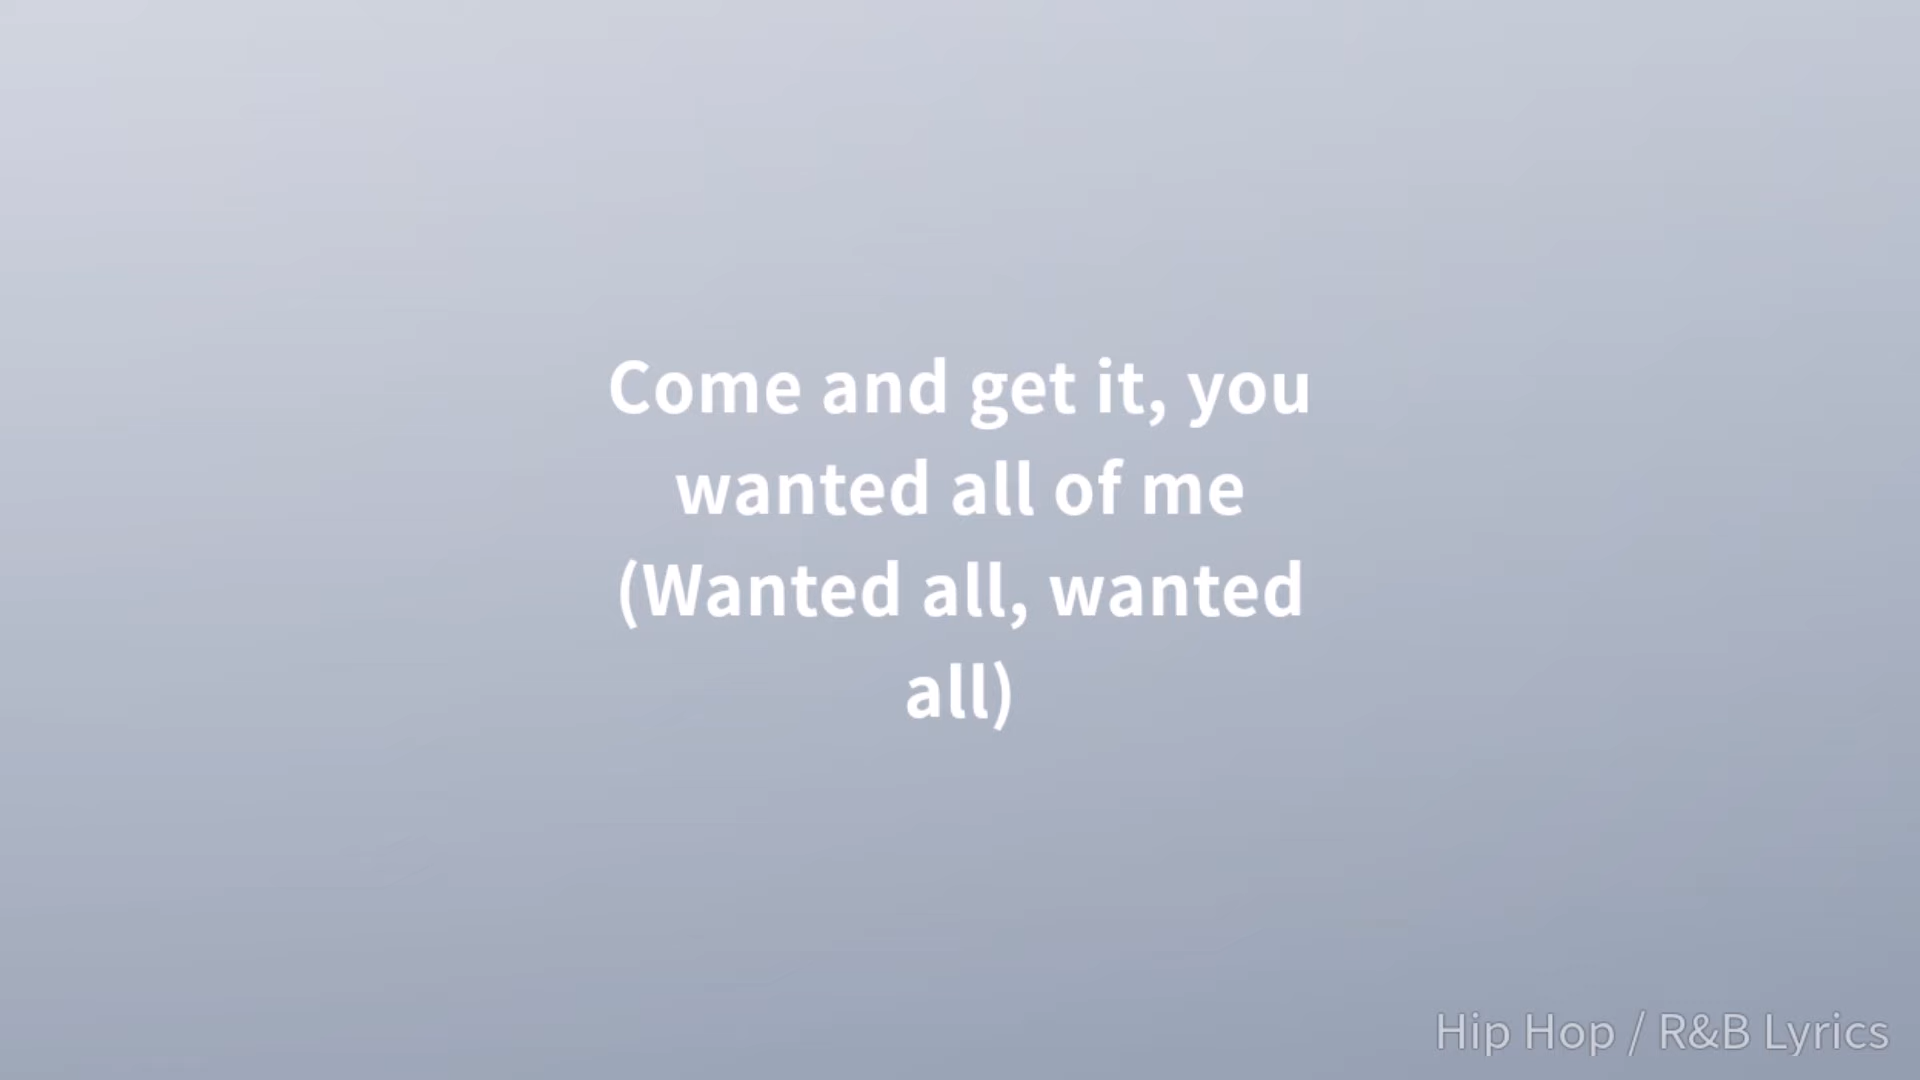 Come and get it, you
wanted all of me
(Wanted all, wanted
all)
Hip Hop / R&B Lyrics